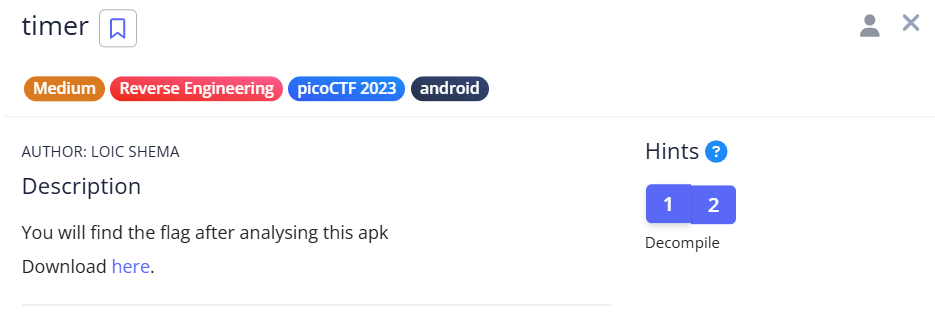 timer
Medium Reverse Engineering picoCTF 2023 android
AUTHOR: LOIC SHEMA
Description
You will find the flag after analysing this apk
Download here.
Hints ?
1 2
Decompile